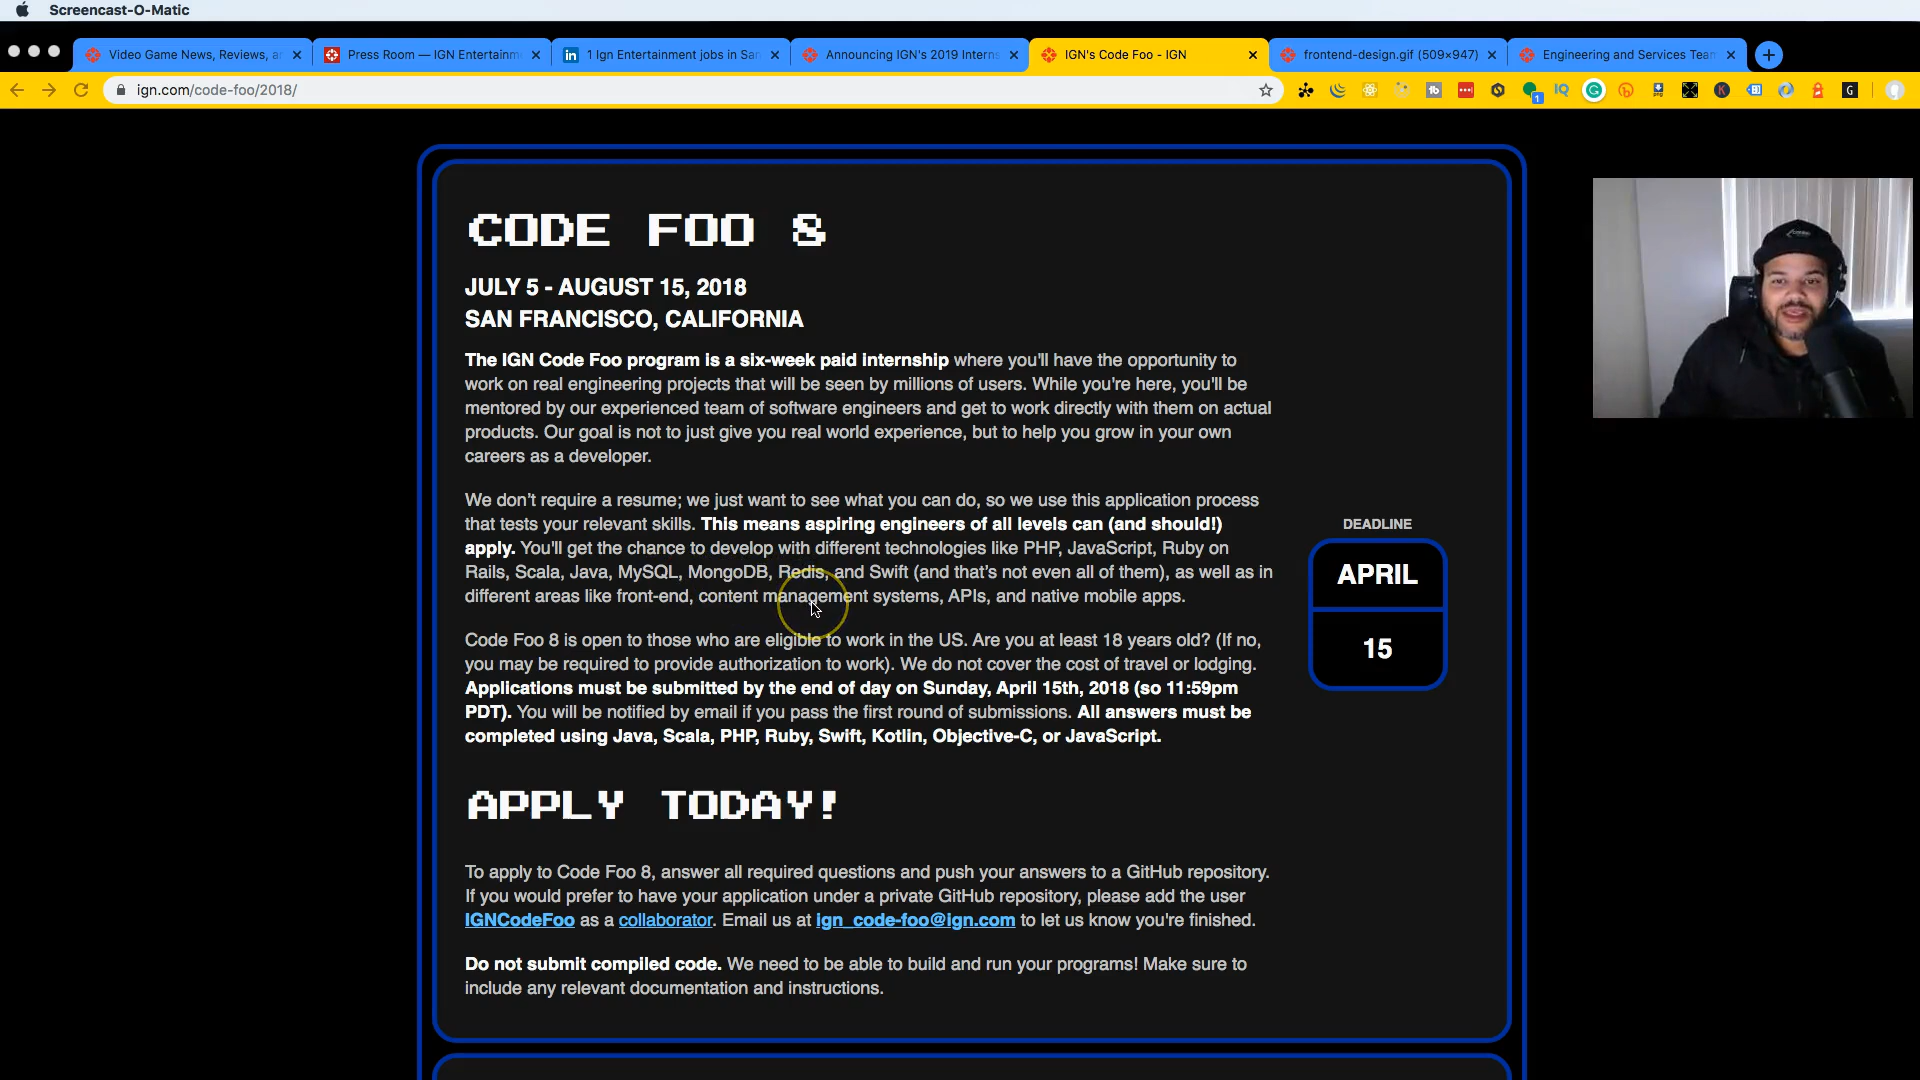 Screencast-O-Matic
Video Game News, Reviews, a
Press Room — IGN Entertainm
1 Ign Entertainment jobs in San
Announcing IGN's 2019 Interns
IGN's Code Foo - IGN
frontend-design.gif (509×947)
Engineering and Services Team
ign.com/code-foo/2018/
CODE FOO 8
JULY 5 - AUGUST 15, 2018
SAN FRANCISCO, CALIFORNIA
The IGN Code Foo program is a six-week paid internship where you'll have the opportunity to
work on real engineering projects that will be seen by millions of users. While you're here, you'll be
mentored by our experienced team of software engineers and get to work directly with them on actual
products. Our goal is not to just give you real world experience, but to help you grow in your own
careers as a developer.
We don't require a resume; we just want to see what you can do, so we use this application process
that tests your relevant skills. This means aspiring engineers of all levels can (and should!)
apply. You'll get the chance to develop with different technologies like PHP, JavaScript, Ruby on
Rails, Scala, Java, MySQL, MongoDB, Redis, and Swift (and that's not even all of them), as well as in
different areas like front-end, content management systems, APIs, and native mobile apps.
DEADLINE
APRIL
15
Code Foo 8 is open to those who are eligible to work in the US. Are you at least 18 years old? (If no,
you may be required to provide authorization to work). We do not cover the cost of travel or lodging.
Applications must be submitted by the end of day on Sunday, April 15th, 2018 (so 11:59pm
PDT). You will be notified by email if you pass the first round of submissions. All answers must be
completed using Java, Scala, PHP, Ruby, Swift, Kotlin, Objective-C, or JavaScript.
APPLY TODAY!
To apply to Code Foo 8, answer all required questions and push your answers to a GitHub repository.
If you would prefer to have your application under a private GitHub repository, please add the user
IGNCodeFoo as a collaborator. Email us at ign_code-foo@ign.com to let us know you're finished.
Do not submit compiled code. We need to be able to build and run your programs! Make sure to
include any relevant documentation and instructions.